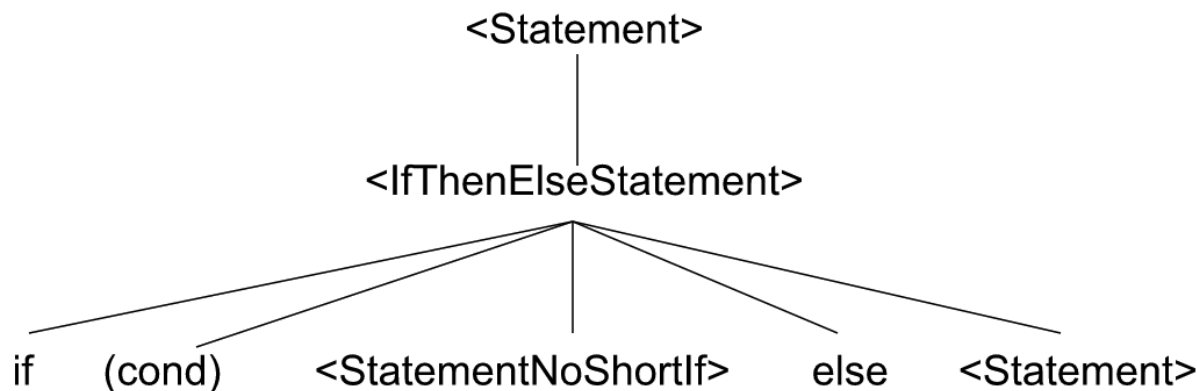 <Statement>
<IfThenElseStatement>
if (cond) <StatementNoShortIf> else <Statement>